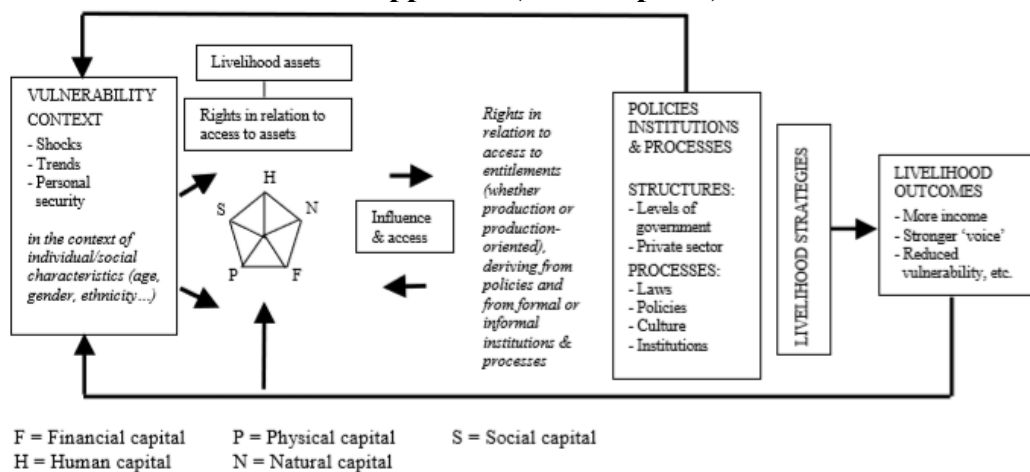 VULNERABILITY
CONTEXT
- Shocks
- Trends
- Personal
security
in the context of
individual/social
characteristics (age,
gender, ethnicity…)
Livelihood assets
Rights in relation to
access to assets
H
S
N
P
F
Influence
& access
Rights in
relation to
access to
entitlements
(whether
production or
production-
oriented),
deriving from
policies and
from formal or
informal
institutions &
processes
POLICIES
INSTITUTIONS
& PROCESSES
STRUCTURES:
- Levels of
government
- Private sector
PROCESSES:
- Laws
- Policies
- Culture
- Institutions
LIVELIHOOD STRATEGIES
LIVELIHOOD
OUTCOMES
- More income
- Stronger ‘voice’
- Reduced
vulnerability, etc.
F = Financial capital P = Physical capital S = Social capital
H = Human capital N = Natural capital